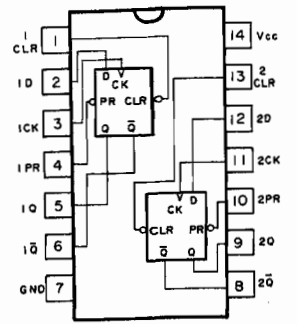 1 CLR 1
1D 2
1CK 3
1PR 4
1Q 5
1Q̅ 6
GND 7
D CK
PR CLR
Q Q̅
14 Vcc
13 2 CLR
12 2D
11 2CK
10 2PR
9 2Q
8 2Q̅
CK D
CLR PR
Q̅ Q